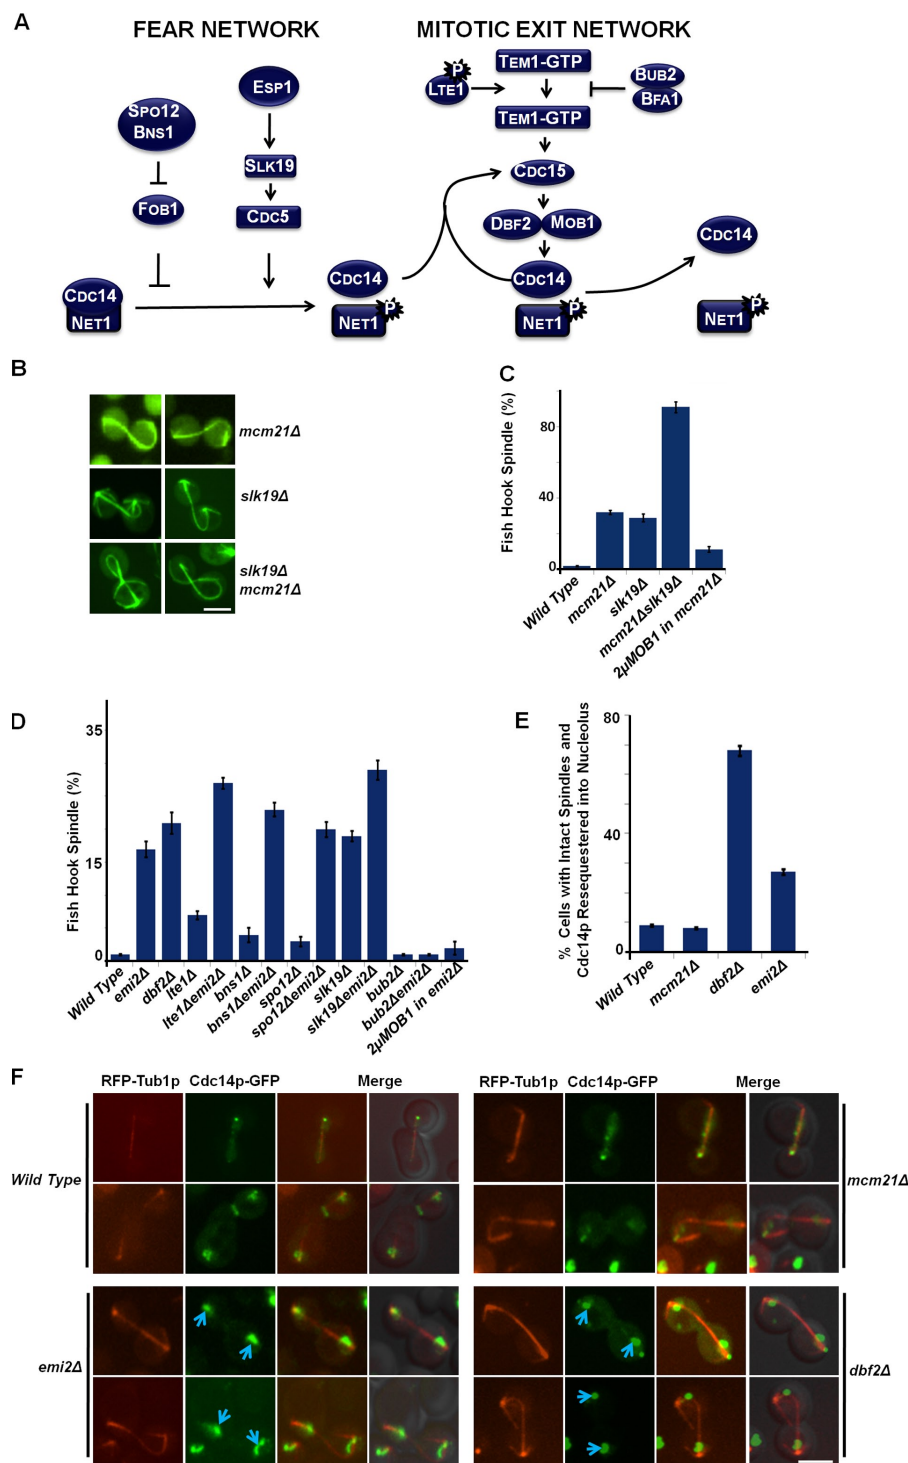 A
FEAR NETWORK
MITOTIC EXIT NETWORK
SPO12
BNS1
FOB1
ESP1
SLK19
CDC5
CDC14
NET1
CDC14
NET1
P
P
LTE1
TEM1-GTP
TEM1-GTP
BUB2
BFA1
CDC15
DBF2
MOB1
CDC14
NET1
P
CDC14
NET1
P
B
mcm21Δ
slk19Δ
slk19Δ
mcm21Δ
C
Fish Hook Spindle (%)
80
40
0
Wild Type
mcm21Δ
slk19Δ
mcm21Δslk19Δ
2μMOB1 in mcm21Δ
D
Fish Hook Spindle (%)
35
15
0
Wild Type
emi2Δ
dbf2Δ
lte1Δ
lte1Δemi2Δ
bns1Δ
bns1Δemi2Δ
spo12Δ
spo12Δemi2Δ
slk19Δ
slk19Δemi2Δ
bub2Δ
bub2Δemi2Δ
2μMOB1 in emi2Δ
E
% Cells with Intact Spindles and
Cdc14p Resequestered into Nucleolus
80
40
0
Wild Type
mcm21Δ
dbf2Δ
emi2Δ
F
RFP-Tub1p
Cdc14p-GFP
Merge
RFP-Tub1p
Cdc14p-GFP
Merge
Wild Type
mcm21Δ
emi2Δ
dbf2Δ